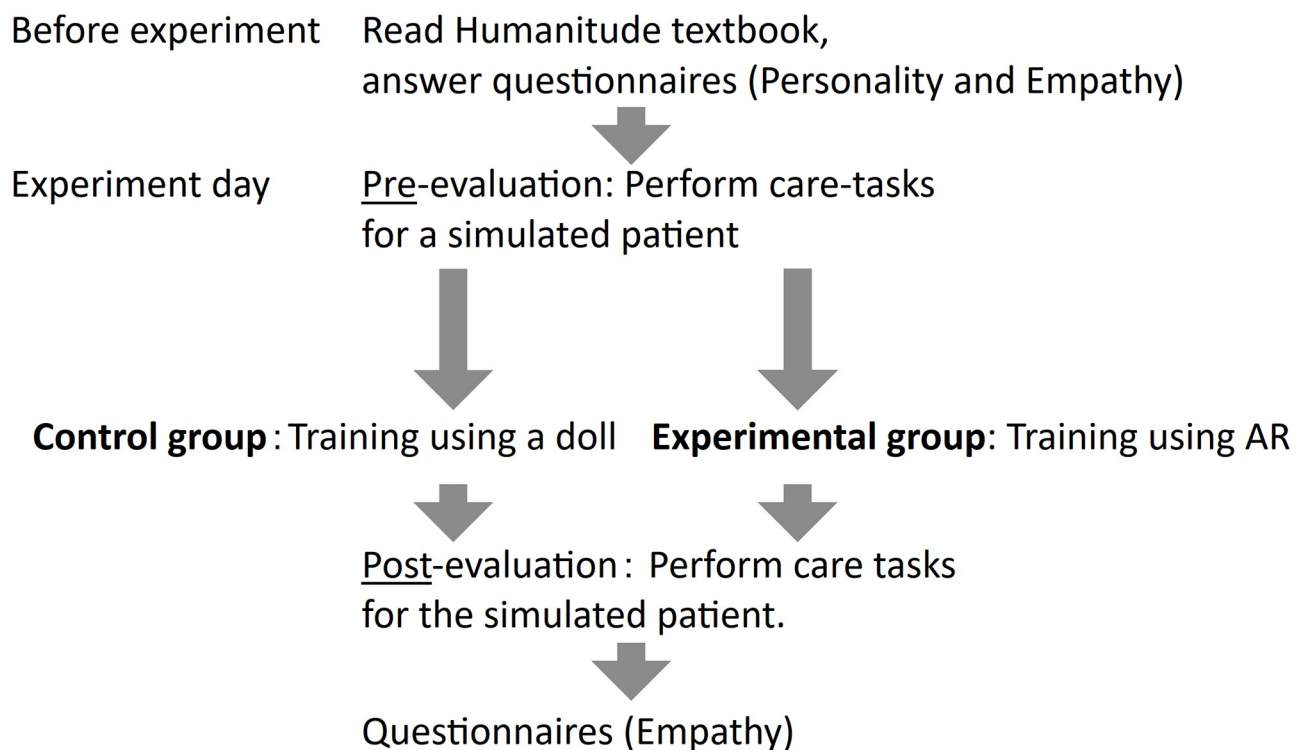 Before experiment Read Humanitude textbook,
answer questionnaires (Personality and Empathy)
Experiment day Pre-evaluation: Perform care-tasks
for a simulated patient
Control group: Training using a doll Experimental group: Training using AR
Post-evaluation: Perform care tasks
for the simulated patient.
Questionnaires (Empathy)